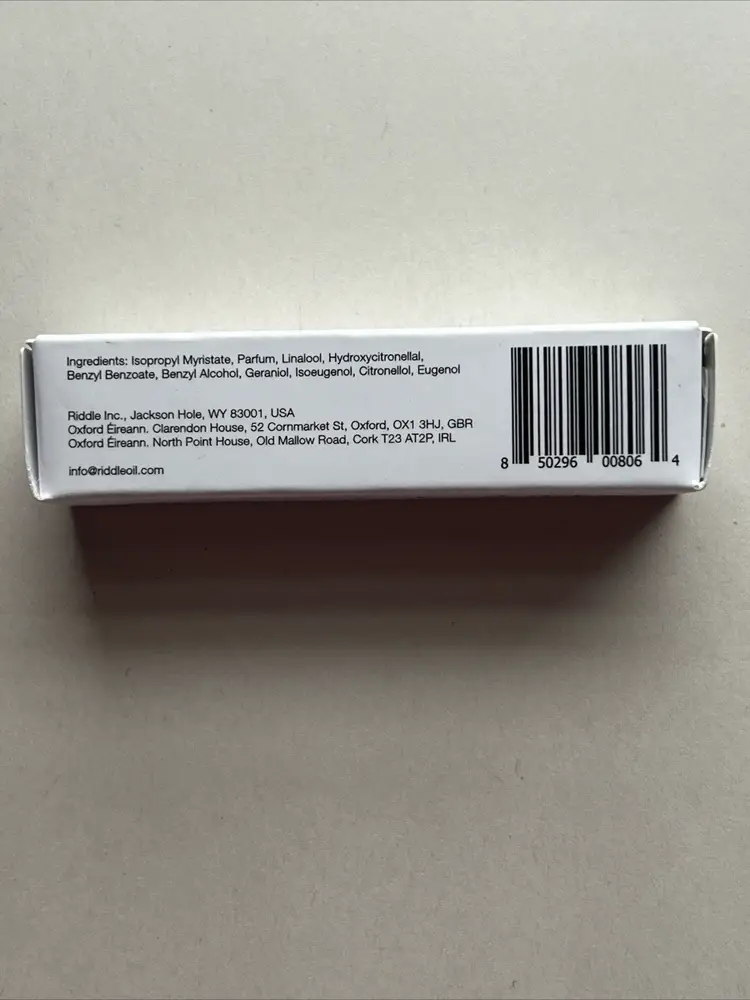 Ingredients: Isopropyl Myristate, Parfum, Linalool, Hydroxycitronellal,
Benzyl Benzoate, Benzyl Alcohol, Geraniol, Isoeugenol, Citronellol, Eugenol
Riddle Inc., Jackson Hole, WY 83001, USA
Oxford Éireann. Clarendon House, 52 Cornmarket St, Oxford, OX1 3HJ, GBR
Oxford Éireann. North Point House, Old Mallow Road, Cork T23 AT2P, IRL
info@riddleoil.com
8 50296 00806 4